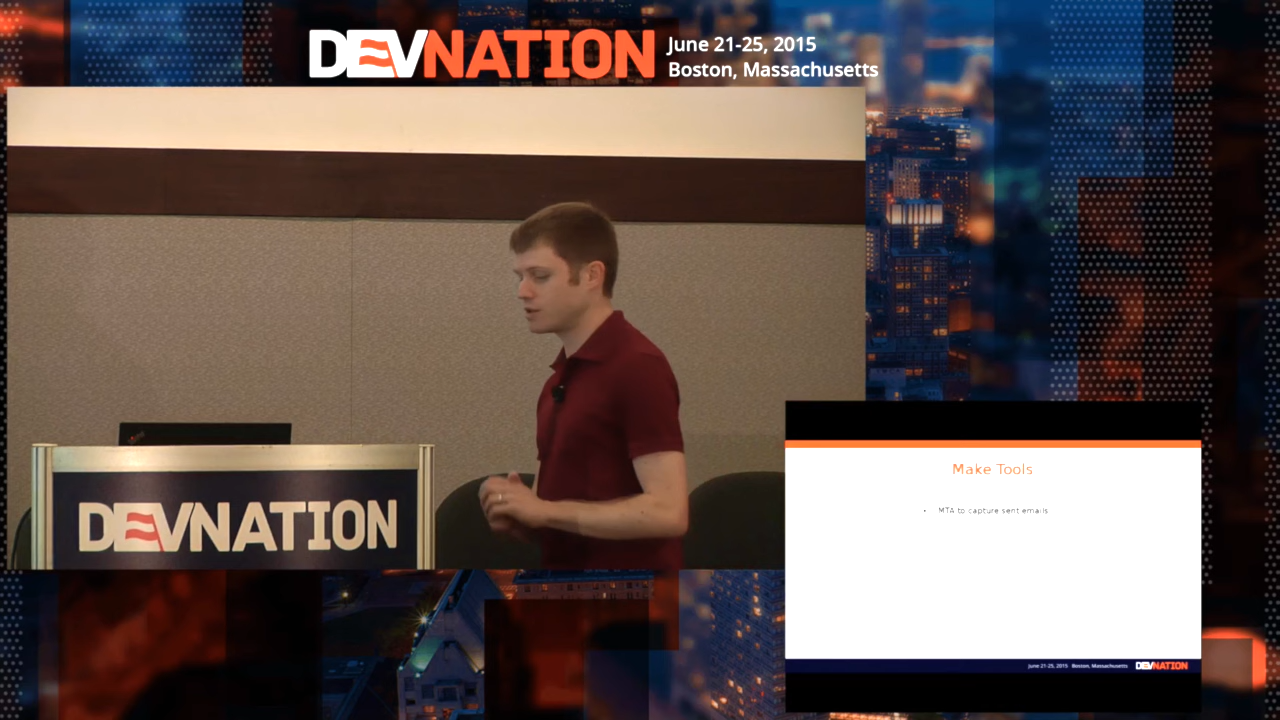 DEVNATION
June 21-25, 2015
Boston, Massachusetts
DEVNATION
Make Tools
• MTA to capture sent emails
June 21-25, 2015 Boston, Massachusetts DEVNATION